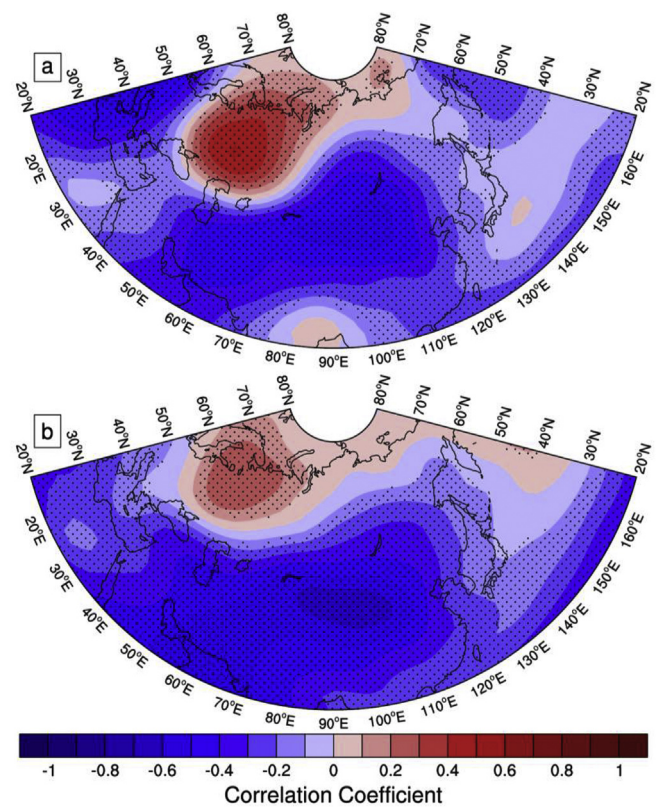 a
20°N 30°N 40°N 50°N 60°N 70°N 80°N 80°N 70°N 60°N 50°N 40°N 30°N 20°N
20°E 30°E 40°E 50°E 60°E 70°E 80°E 90°E 100°E 110°E 120°E 130°E 140°E 150°E 160°E
b
20°N 30°N 40°N 50°N 60°N 70°N 80°N 80°N 70°N 60°N 50°N 40°N 30°N 20°N
20°E 30°E 40°E 50°E 60°E 70°E 80°E 90°E 100°E 110°E 120°E 130°E 140°E 150°E 160°E
-1 -0.8 -0.6 -0.4 -0.2 0 0.2 0.4 0.6 0.8 1
Correlation Coefficient